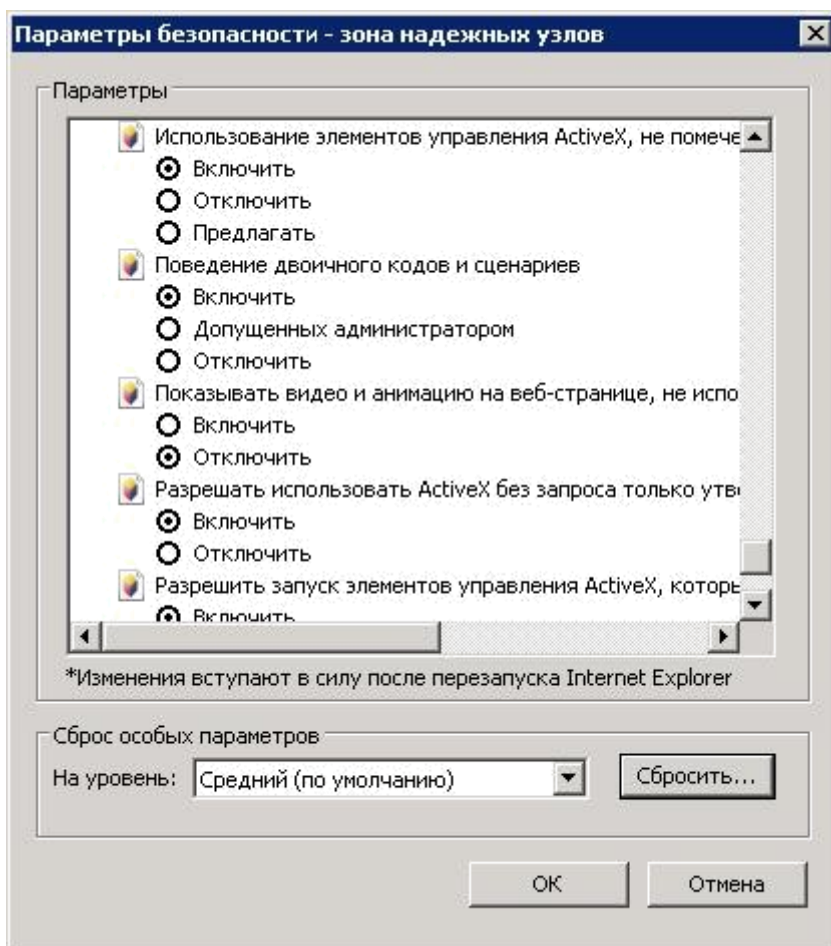 Параметры безопасности - зона надежных узлов
Параметры
Использование элементов управления ActiveX, не помече
Включить
Отключить
Предлагать
Поведение двоичного кодов и сценариев
Включить
Допущенных администратором
Отключить
Показывать видео и анимацию на веб-странице, не испо
Включить
Отключить
Разрешать использовать ActiveX без запроса только утв
Включить
Отключить
Разрешить запуск элементов управления ActiveX, которы
Включить
*Изменения вступают в силу после перезапуска Internet Explorer
Сброс особых параметров
На уровень: Средний (по умолчанию) Сбросить...
OK Отмена